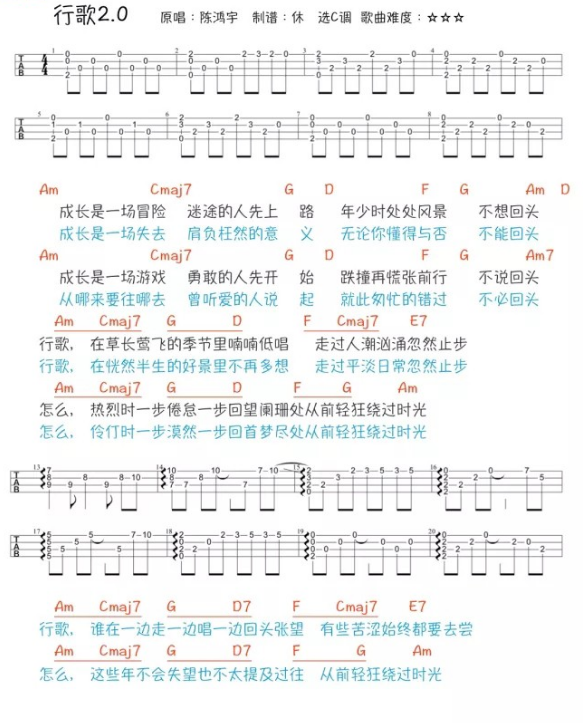 行歌2.0 原唱：陈鸿宇 制谱：休 选C调 歌曲难度：☆☆☆
Am Cmaj7 G D F G Am D
成长是一场冒险 迷途的人先上 路 年少时处处风景 不想回头
成长是一场失去 肩负枉然的意 义 无论你懂得与否 不能回头
Am Cmaj7 G D F G Am7
成长是一场游戏 勇敢的人先开 始 跌撞再慌张前行 不说回头
从哪来要往哪去 曾听爱的人说 起 就此匆忙的错过 不必回头
Am Cmaj7 G D F Cmaj7 E7
行歌，在草长莺飞的季节里喃喃低唱 走过人潮汹涌忽然止步
行歌，在恍然半生的好景里不再多想 走过平淡日常忽然止步
Am Cmaj7 G D F G Am
怎么，热烈时一步倦怠一步回望阑珊处从前轻狂绕过时光
怎么，伶仃时一步漠然一步回首梦尽处从前轻狂绕过时光
Am Cmaj7 G D7 F Cmaj7 E7
行歌，谁在一边走一边唱一边回头张望 有些苦涩始终都要去尝
Am Cmaj7 G D7 F G Am
怎么，这些年不会失望也不太提及过往 从前轻狂绕过时光